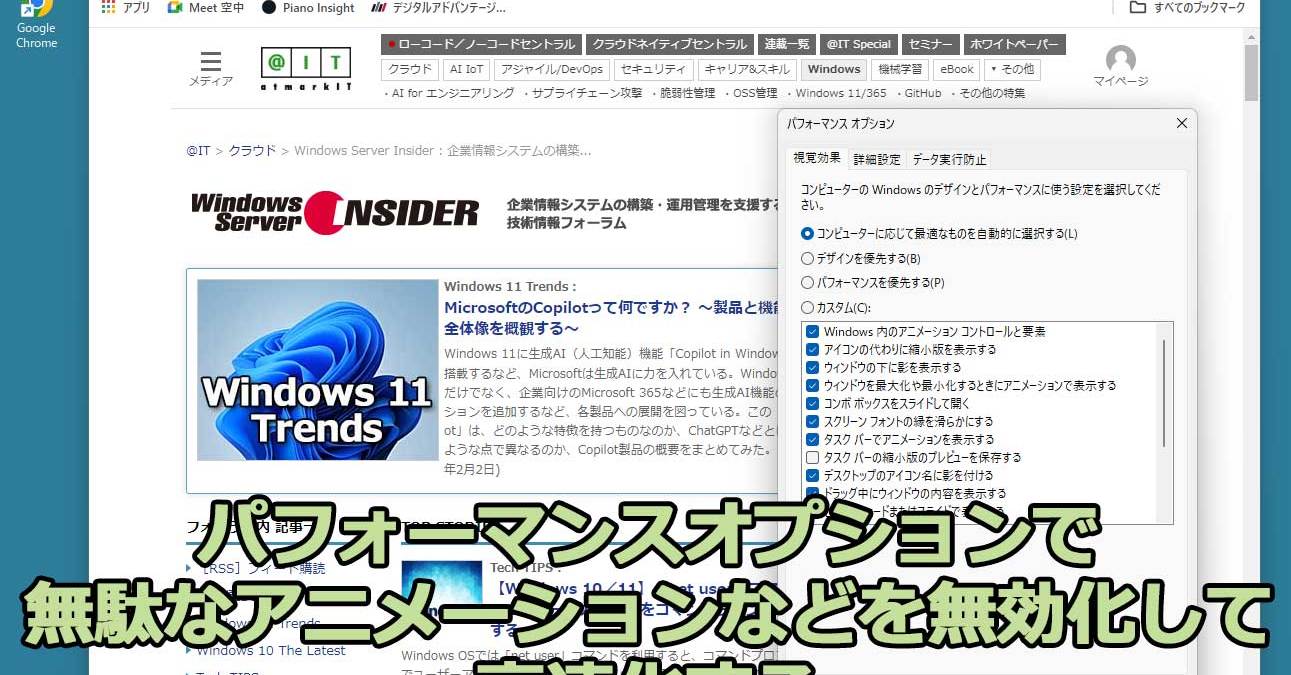 アプリ
Meet 空中
Piano Insight
デジタルアドバンテージ...
すべてのブックマーク
Google
Chrome
メディア
@IT
atmarkIT
ローコード／ノーコードセントラル
クラウドネイティブセントラル
連載一覧
@IT Special
セミナー
ホワイトペーパー
マイページ
クラウド
AI IoT
アジャイル/DevOps
セキュリティ
キャリア&スキル
Windows
機械学習
eBook
その他
・AI for エンジニアリング ・サプライチェーン攻撃 ・脆弱性管理 ・OSS管理 ・Windows 11/365 ・GitHub ・その他の特集
@IT > クラウド > Windows Server Insider：企業情報システムの構築...
Windows
Server INSIDER
企業情報システムの構築・運用管理を支援する
技術情報フォーラム
Windows 11
Trends
Windows 11 Trends：
MicrosoftのCopilotって何ですか？ ～製品と機能
全体像を概観する～
Windows 11に生成AI（人工知能）機能「Copilot in Window
搭載するなど、Microsoftは生成AIに力を入れている。Windo
だけでなく、企業向けのMicrosoft 365などにも生成AI機能の
ションを追加するなど、各製品への展開を図っている。この
ot」は、どのような特徴を持つものなのか、ChatGPTなどと
ような点で異なるのか、Copilot製品の概要をまとめてみた。
年2月2日)
パフォーマンス オプション
視覚効果
詳細設定
データ実行防止
コンピューターの Windows のデザインとパフォーマンスに使う設定を選択してくだ
さい。
コンピューターに応じて最適なものを自動的に選択する(L)
デザインを優先する(B)
パフォーマンスを優先する(P)
カスタム(C):
Windows 内のアニメーション コントロールと要素
アイコンの代わりに縮小版を表示する
ウィンドウの下に影を表示する
ウィンドウを最大化や最小化するときにアニメーションで表示する
コンボ ボックスをスライドして開く
スクリーン フォントの縁を滑らかにする
タスク バーでアニメーションを表示する
タスク バーの縮小版のプレビューを保存する
デスクトップのアイコン名に影を付ける
ドラッグ中にウィンドウの内容を表示する
[RSS] フィード購読
Windows 10 The Latest
Tech TIPS：
【Windows 10／11】 net use
Windows OSでは「net user」コマンドを利用すると、コマンドプロ
パフォーマンスオプションで
無駄なアニメーションなどを無効化して
高速化する